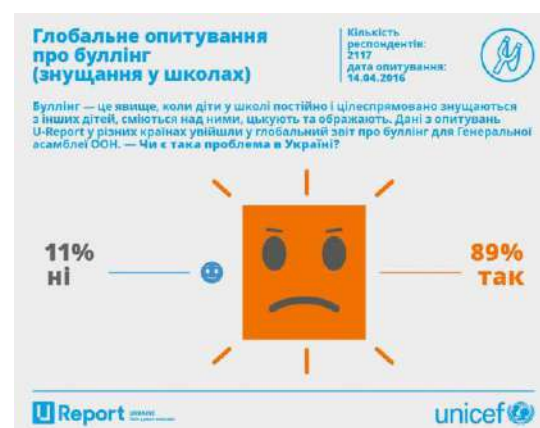 Глобальне опитування
про буллінг
(знущання у школах)
Кількість
респондентів:
2117
дата опитування:
14.04.2016
Буллінг — це явище, коли діти у школі постійно і цілеспрямовано знущаються
з інших дітей, сміються над ними, цькують та ображають. Дані з опитувань
U-Report у різних країнах увійшли у глобальний звіт про буллінг для Генеральної
асамблеї ООН. — Чи є така проблема в Україні?
11%
ні
89%
так
U Report UKRAINE
unicef